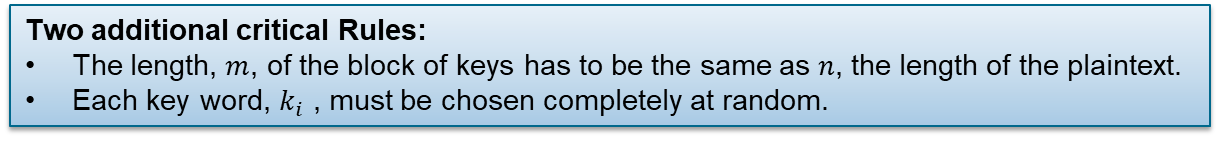 Two additional critical Rules:
• The length, m, of the block of keys has to be the same as n, the length of the plaintext.
• Each key word, kᵢ , must be chosen completely at random.